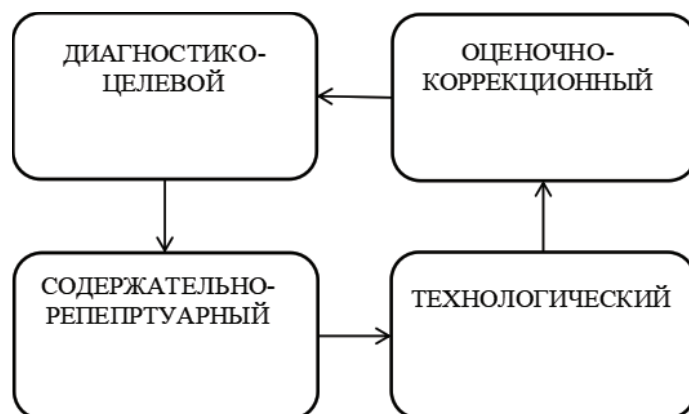 ДИАГНОСТИКО-
ЦЕЛЕВОЙ
ОЦЕНОЧНО-
КОРРЕКЦИОННЫЙ
СОДЕРЖАТЕЛЬНО-
РЕПЕПРТУАРНЫЙ
ТЕХНОЛОГИЧЕСКИЙ